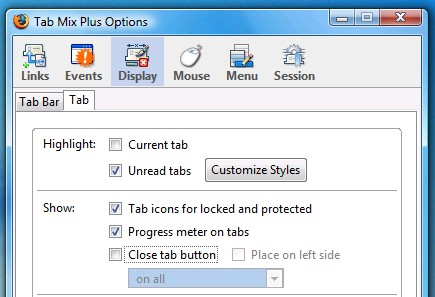 Tab Mix Plus Options
Links Events Display Mouse Menu Session
Tab Bar Tab
Highlight: Current tab
Unread tabs Customize Styles
Show: Tab icons for locked and protected
Progress meter on tabs
Close tab button Place on left side
on all